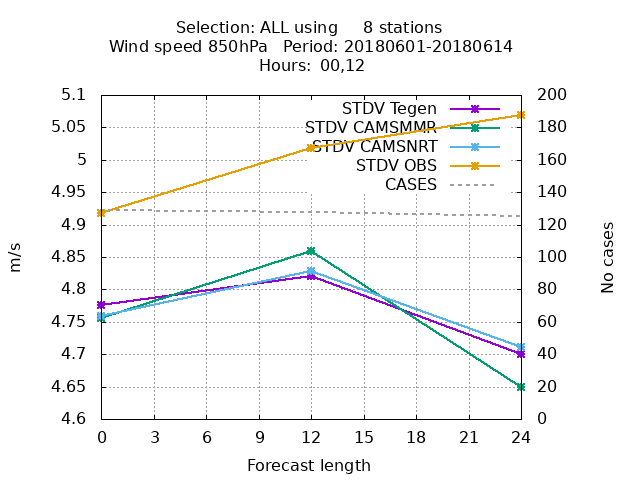 Selection: ALL using     8 stations
Wind speed 850hPa   Period: 20180601-20180614
Hours:  00,12
5.1
5.05
5
4.95
4.9
4.85
4.8
4.75
4.7
4.65
4.6
m/s
STDV Tegen
STDV CAMSMMR
STDV CAMSNRT
STDV OBS
CASES
200
180
160
140
120
100
80
60
40
20
0
No cases
0 3 6 9 12 15 18 21 24
Forecast length